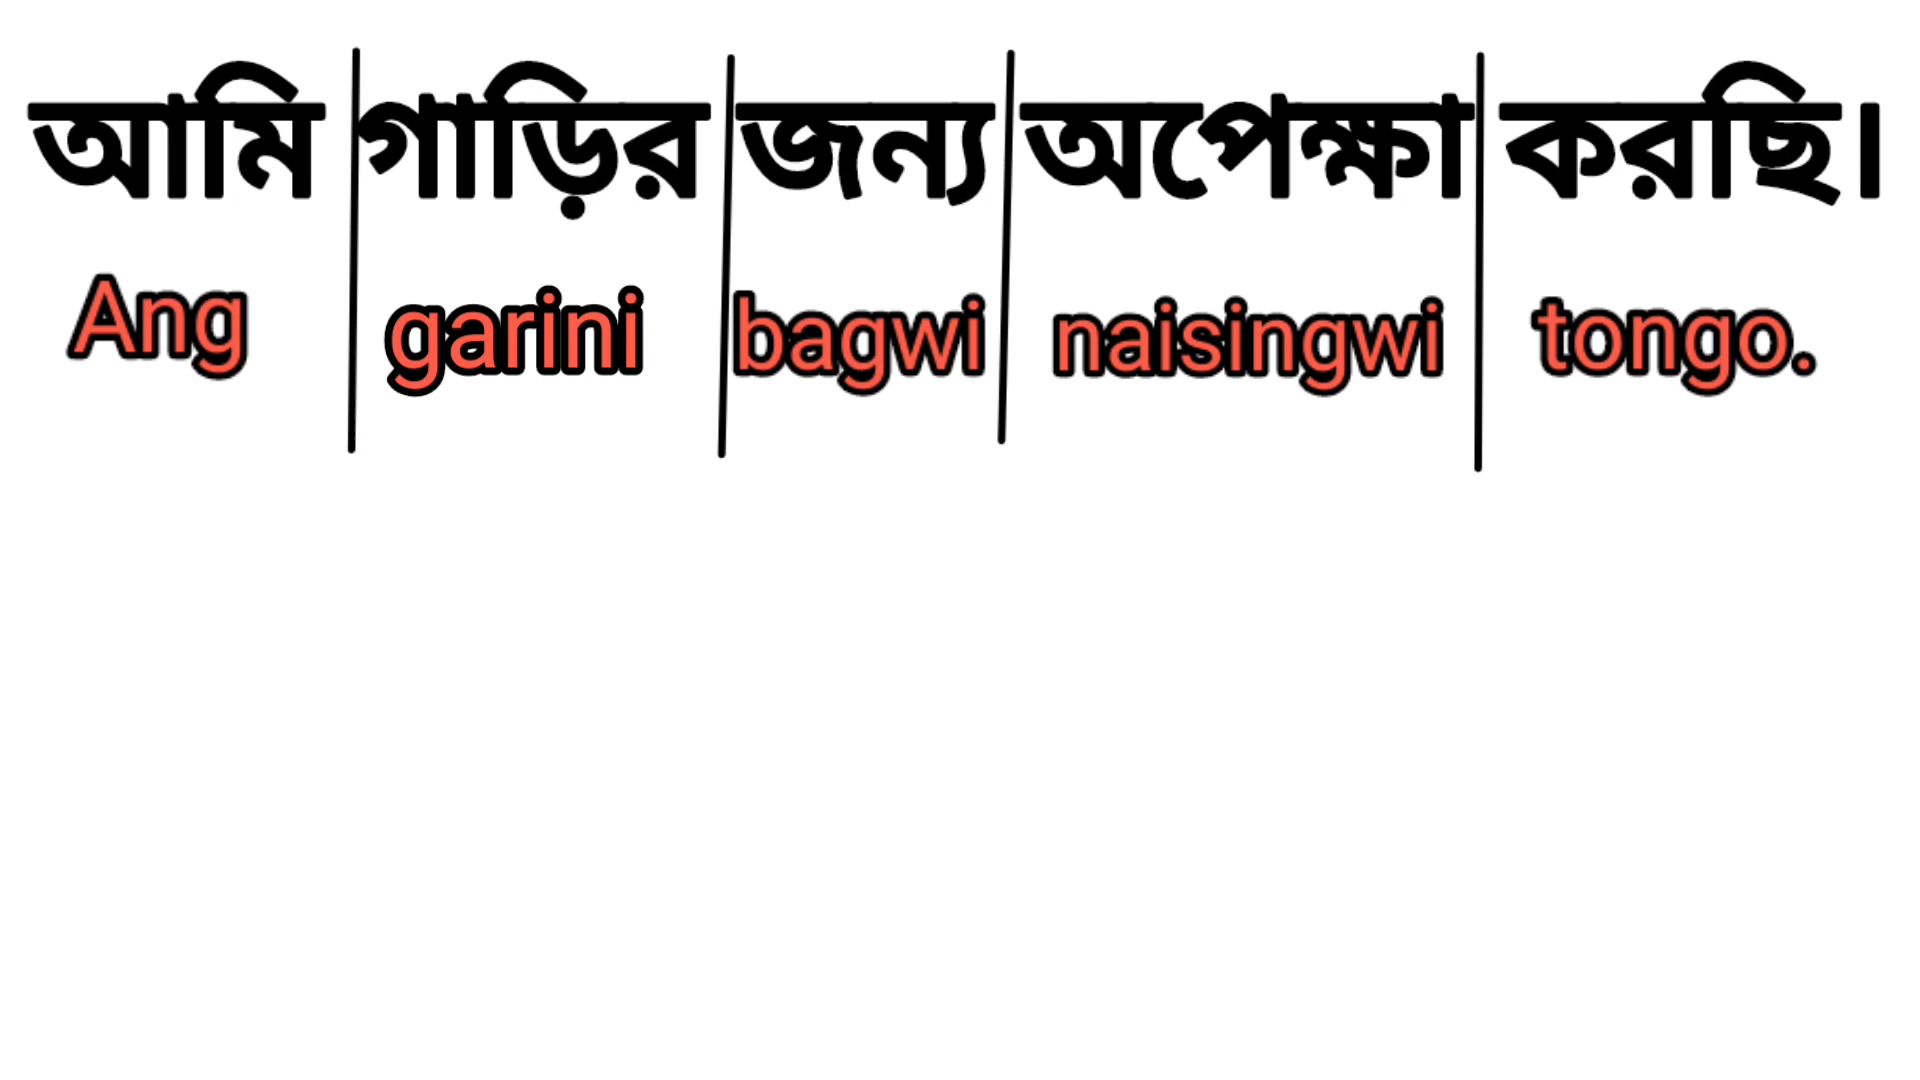 আমি গাড়ির জন্য অপেক্ষা করছি।
Ang garini bagwi naisingwi tongo.